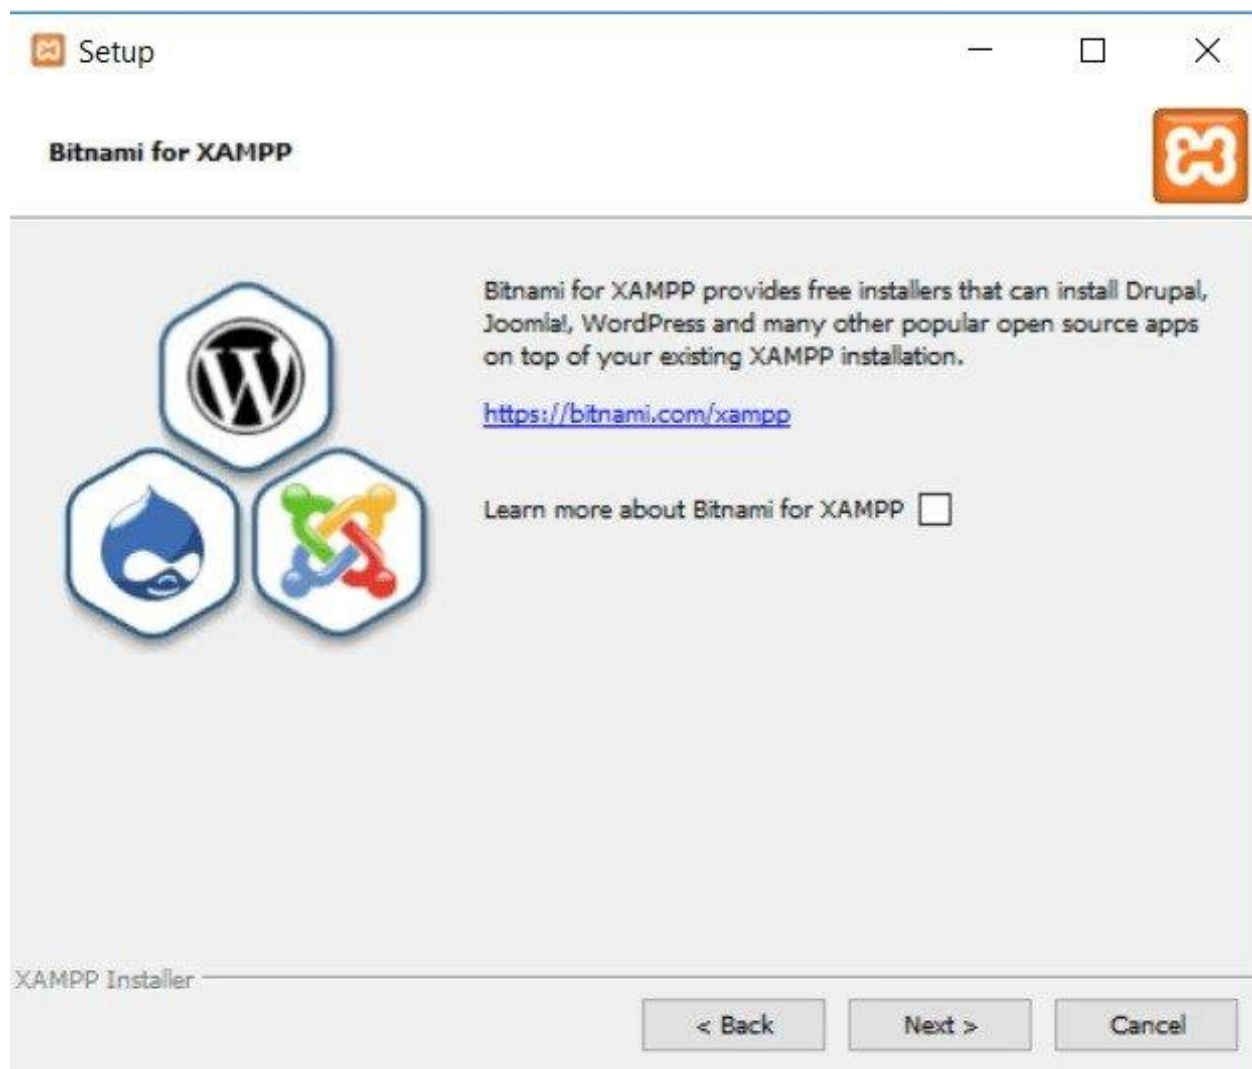 Setup
Bitnami for XAMPP
Bitnami for XAMPP provides free installers that can install Drupal,
Joomla!, WordPress and many other popular open source apps
on top of your existing XAMPP installation.
https://bitnami.com/xampp
Learn more about Bitnami for XAMPP
XAMPP Installer
< Back
Next >
Cancel